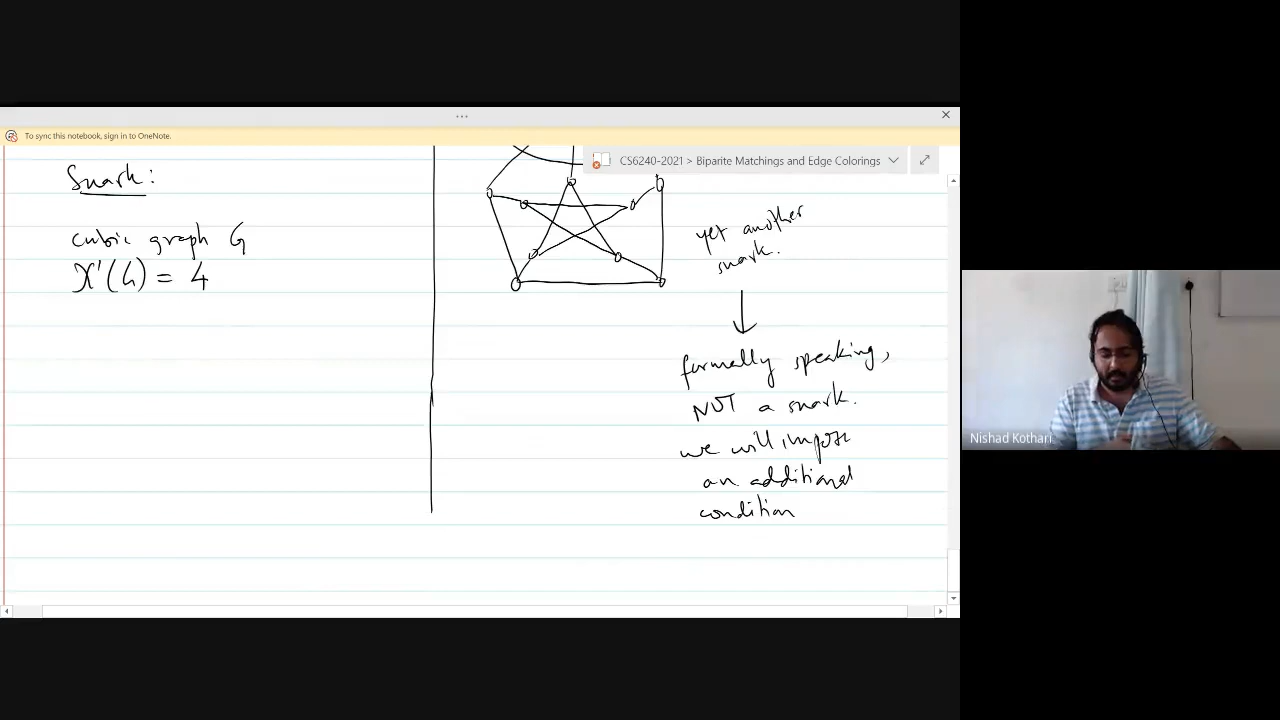 To sync this notebook, sign in to OneNote.
CS6240-2021 > Biparite Matchings and Edge Colorings
Snark:
cubic graph G
χ'(G) = 4
yet another
snark.
formally speaking,
NOT a snark.
we will impose
an additional
condition
Nishad Kothari